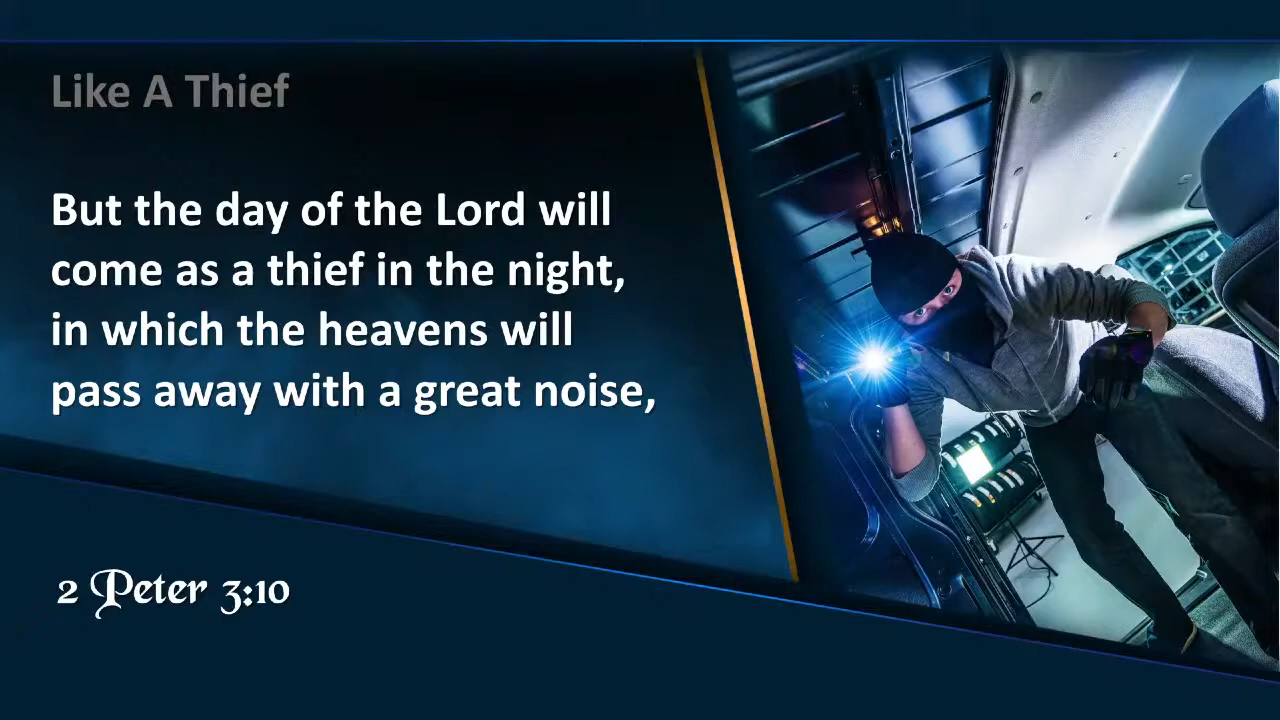 Like A Thief
But the day of the Lord will
come as a thief in the night,
in which the heavens will
pass away with a great noise,
2 Peter 3:10